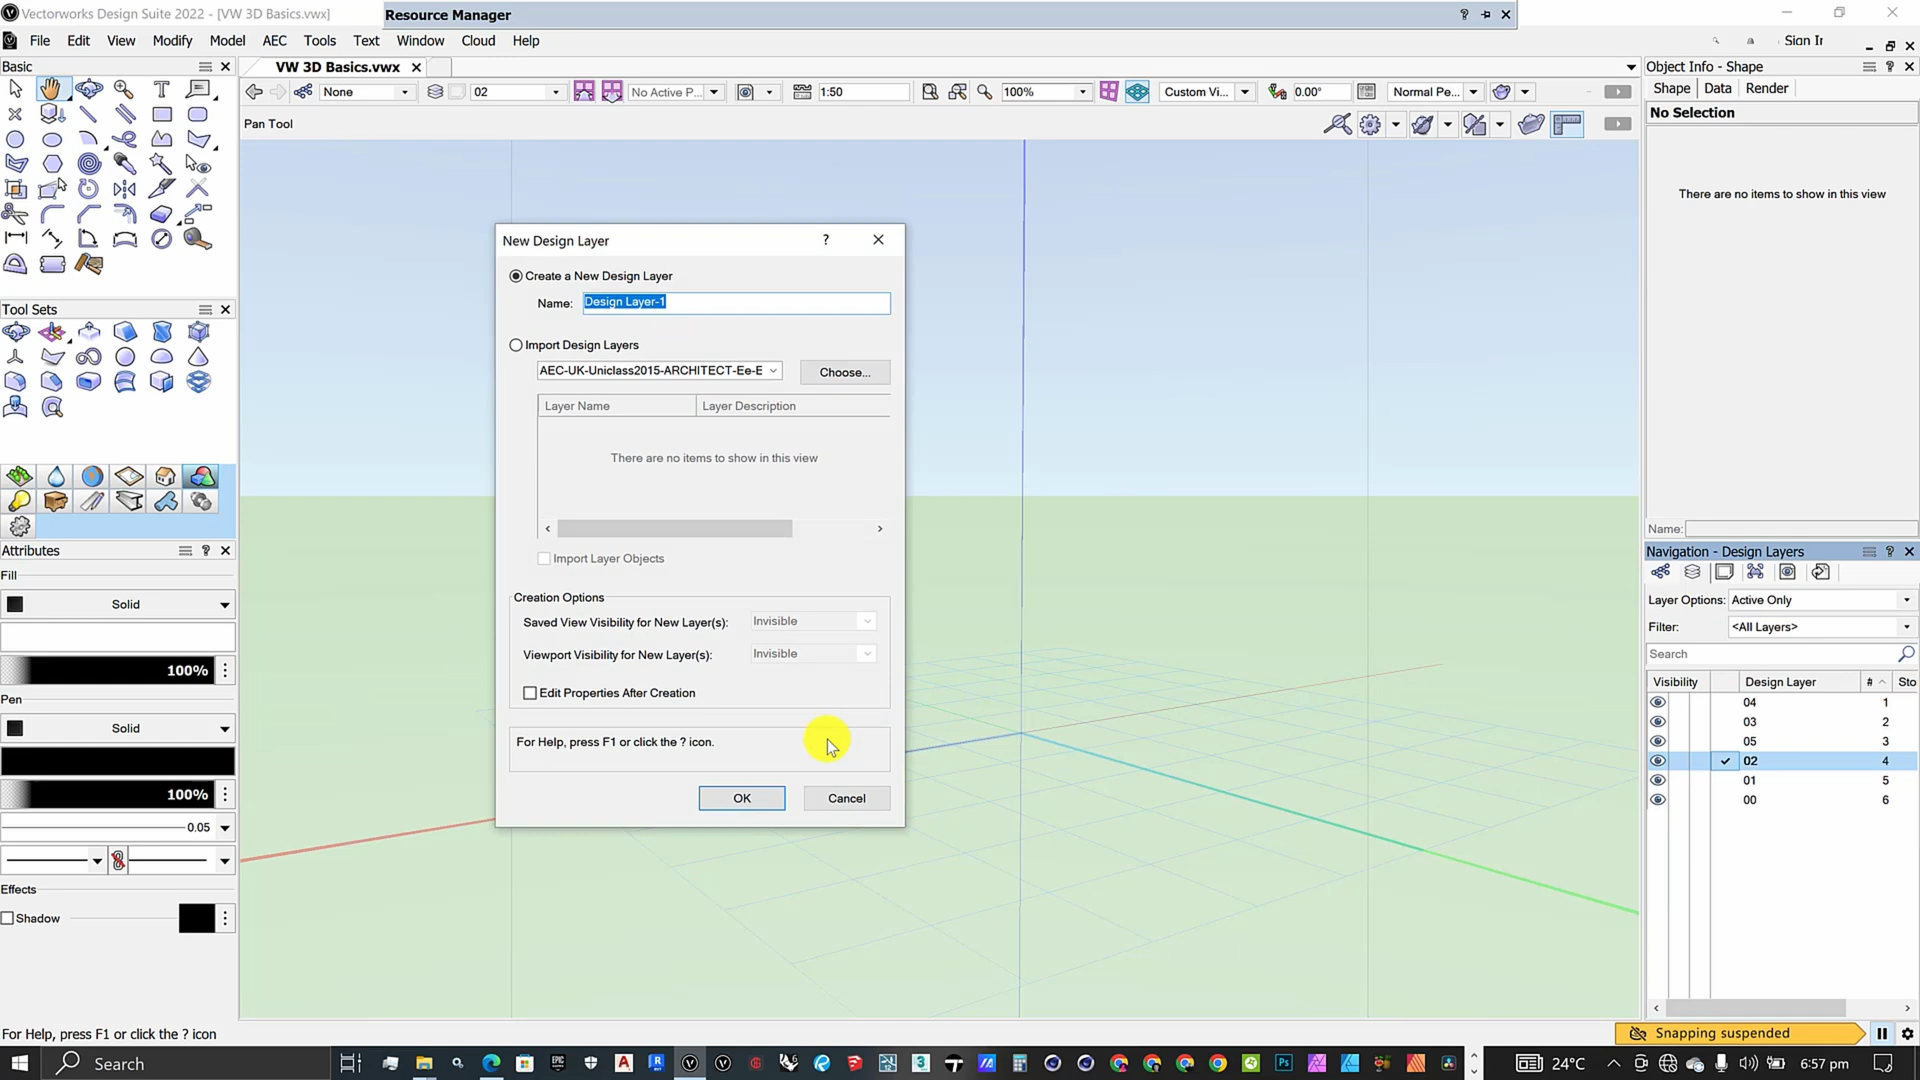 Vectorworks Design Suite 2022 - [VW 3D Basics.vwx]
Resource Manager
File Edit View Modify Model AEC Tools Text Window Cloud Help
Sign Ir
Basic
VW 3D Basics.vwx
Object Info - Shape
None
02
No Active P...
1:50
100%
Custom Vi...
0.00°
Normal Pe...
Shape Data Render
Pan Tool
No Selection
There are no items to show in this view
New Design Layer
Create a New Design Layer
Name: Design Layer-1
Import Design Layers
AEC-UK-Uniclass2015-ARCHITECT-Ee-E
Choose...
Layer Name Layer Description
There are no items to show in this view
Import Layer Objects
Creation Options
Saved View Visibility for New Layer(s): Invisible
Viewport Visibility for New Layer(s): Invisible
Edit Properties After Creation
For Help, press F1 or click the ? icon.
OK Cancel
Tool Sets
Attributes
Fill
Solid
100%
Pen
Solid
100%
0.05
Effects
Shadow
Name:
Navigation - Design Layers
Layer Options: Active Only
Filter: <All Layers>
Search
Visibility Design Layer # Sto
04 1
03 2
05 3
02 4
01 5
00 6
For Help, press F1 or click the ? icon
Snapping suspended
Search
24°C
6:57 pm